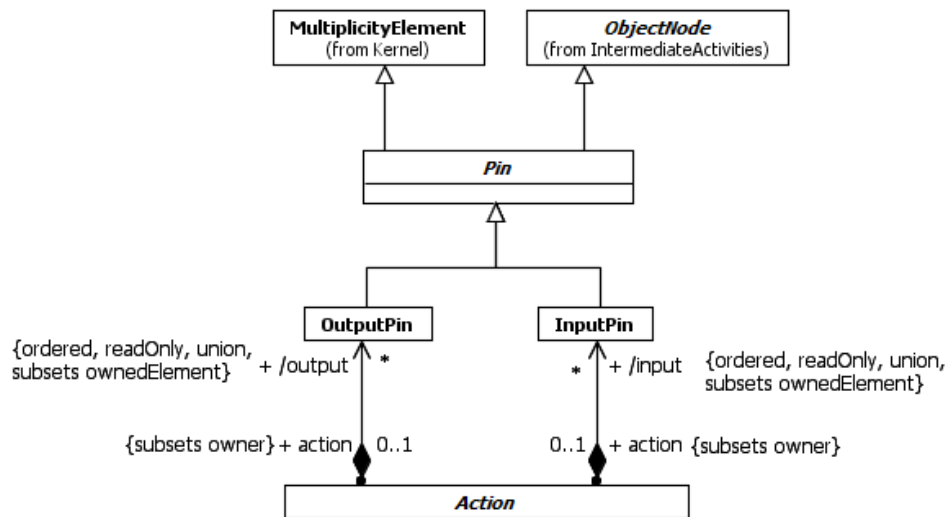 MultiplicityElement
(from Kernel)
ObjectNode
(from IntermediateActivities)
Pin
OutputPin
InputPin
{ordered, readOnly, union,
subsets ownedElement}
+ /output
*
*
+ /input
{ordered, readOnly, union,
subsets ownedElement}
{subsets owner} + action
0..1
0..1
+ action {subsets owner}
Action